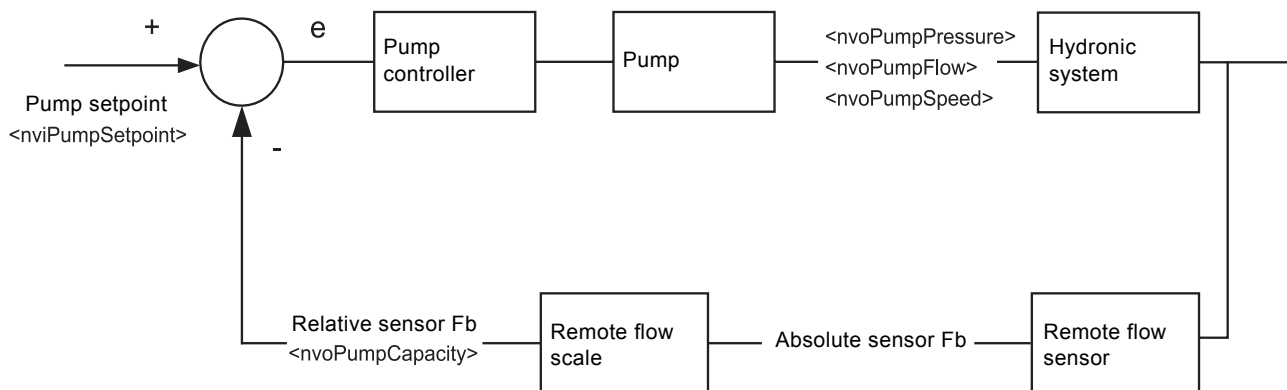 +
e
Pump
controller
Pump
<nvoPumpPressure>
<nvoPumpFlow>
<nvoPumpSpeed>
Hydronic
system
Pump setpoint
<nviPumpSetpoint>
-
Relative sensor Fb
<nvoPumpCapacity>
Remote flow
scale
Absolute sensor Fb
Remote flow
sensor